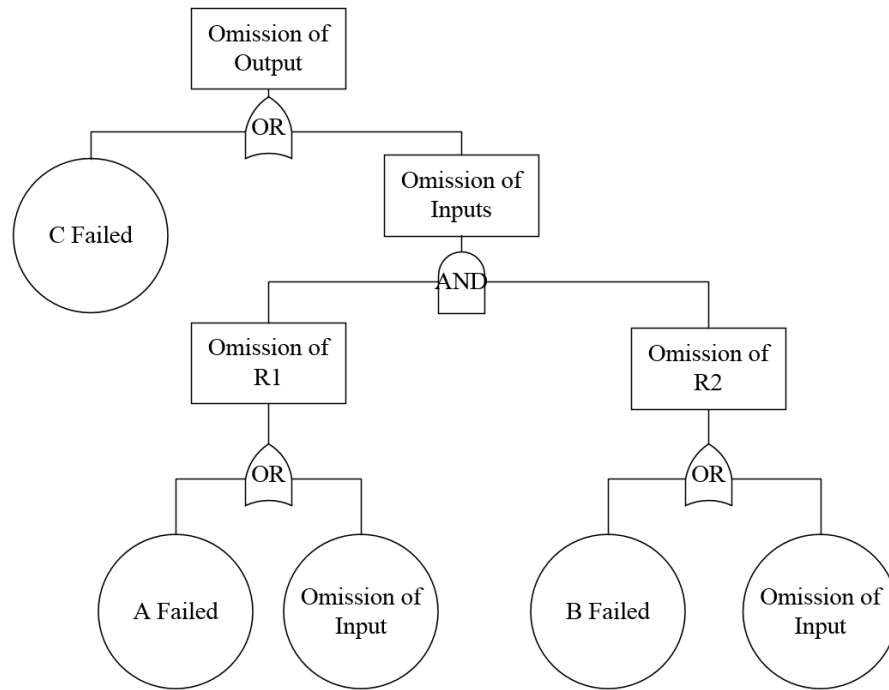 Omission of
Output
OR
C Failed
Omission of
Inputs
AND
Omission of
R1
Omission of
R2
OR
OR
A Failed
Omission of
Input
B Failed
Omission of
Input